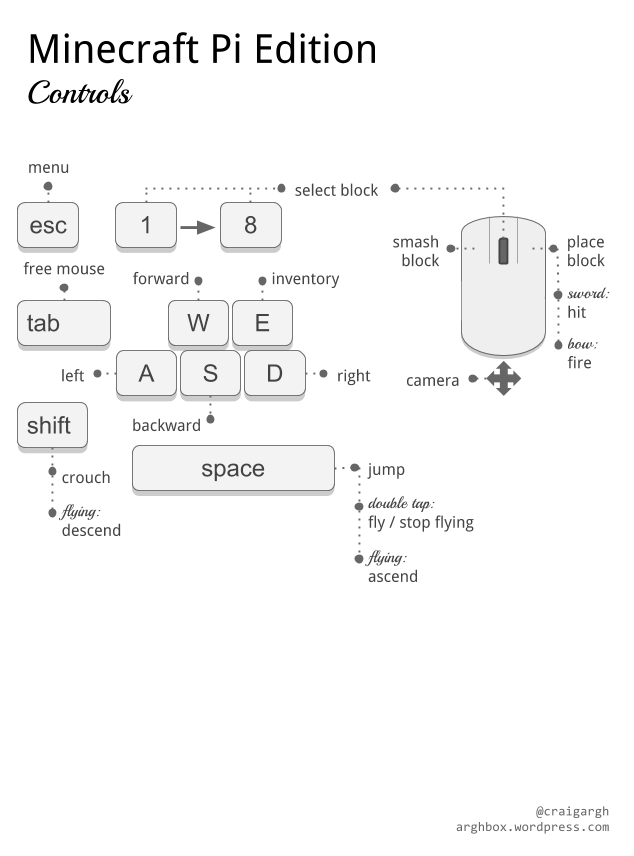 Minecraft Pi Edition
Controls
menu
esc
1
8
select block
free mouse
tab
forward
inventory
W
E
left
A
S
D
right
backward
shift
crouch
flying:
descend
space
jump
double tap:
fly / stop flying
flying:
ascend
smash
block
place
block
sword:
hit
bow:
fire
camera
@craigargh
arghbox.wordpress.com